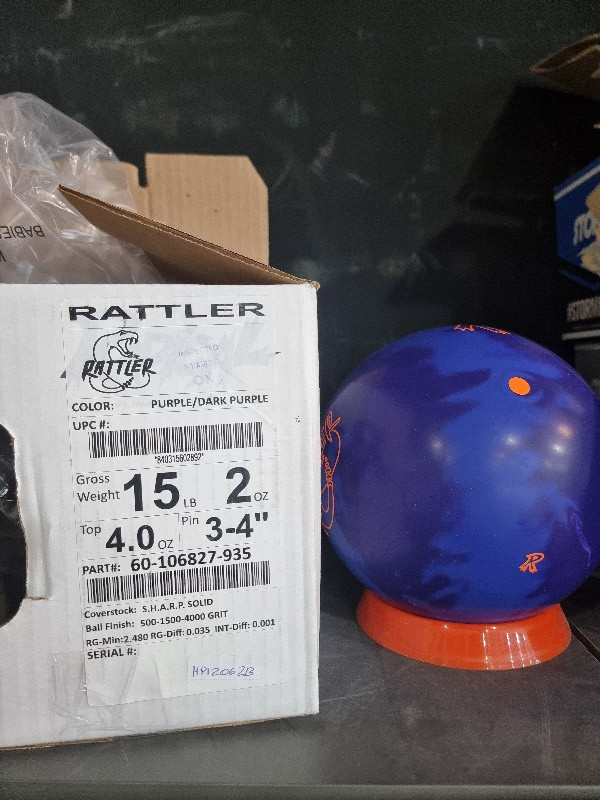 RATTLER
RATTLER
COLOR: PURPLE/DARK PURPLE
UPC #:
Gross Weight 15 LB 2 OZ
Top 4.0 OZ Pin 3-4"
PART#: 60-106827-935
Coverstock: S.H.A.R.P. SOLID
Ball Finish: 500-1500-4000 GRIT
RG-Min:2.480 RG-Diff: 0.035 INT-Diff: 0.001
SERIAL #:
BABIES
STO